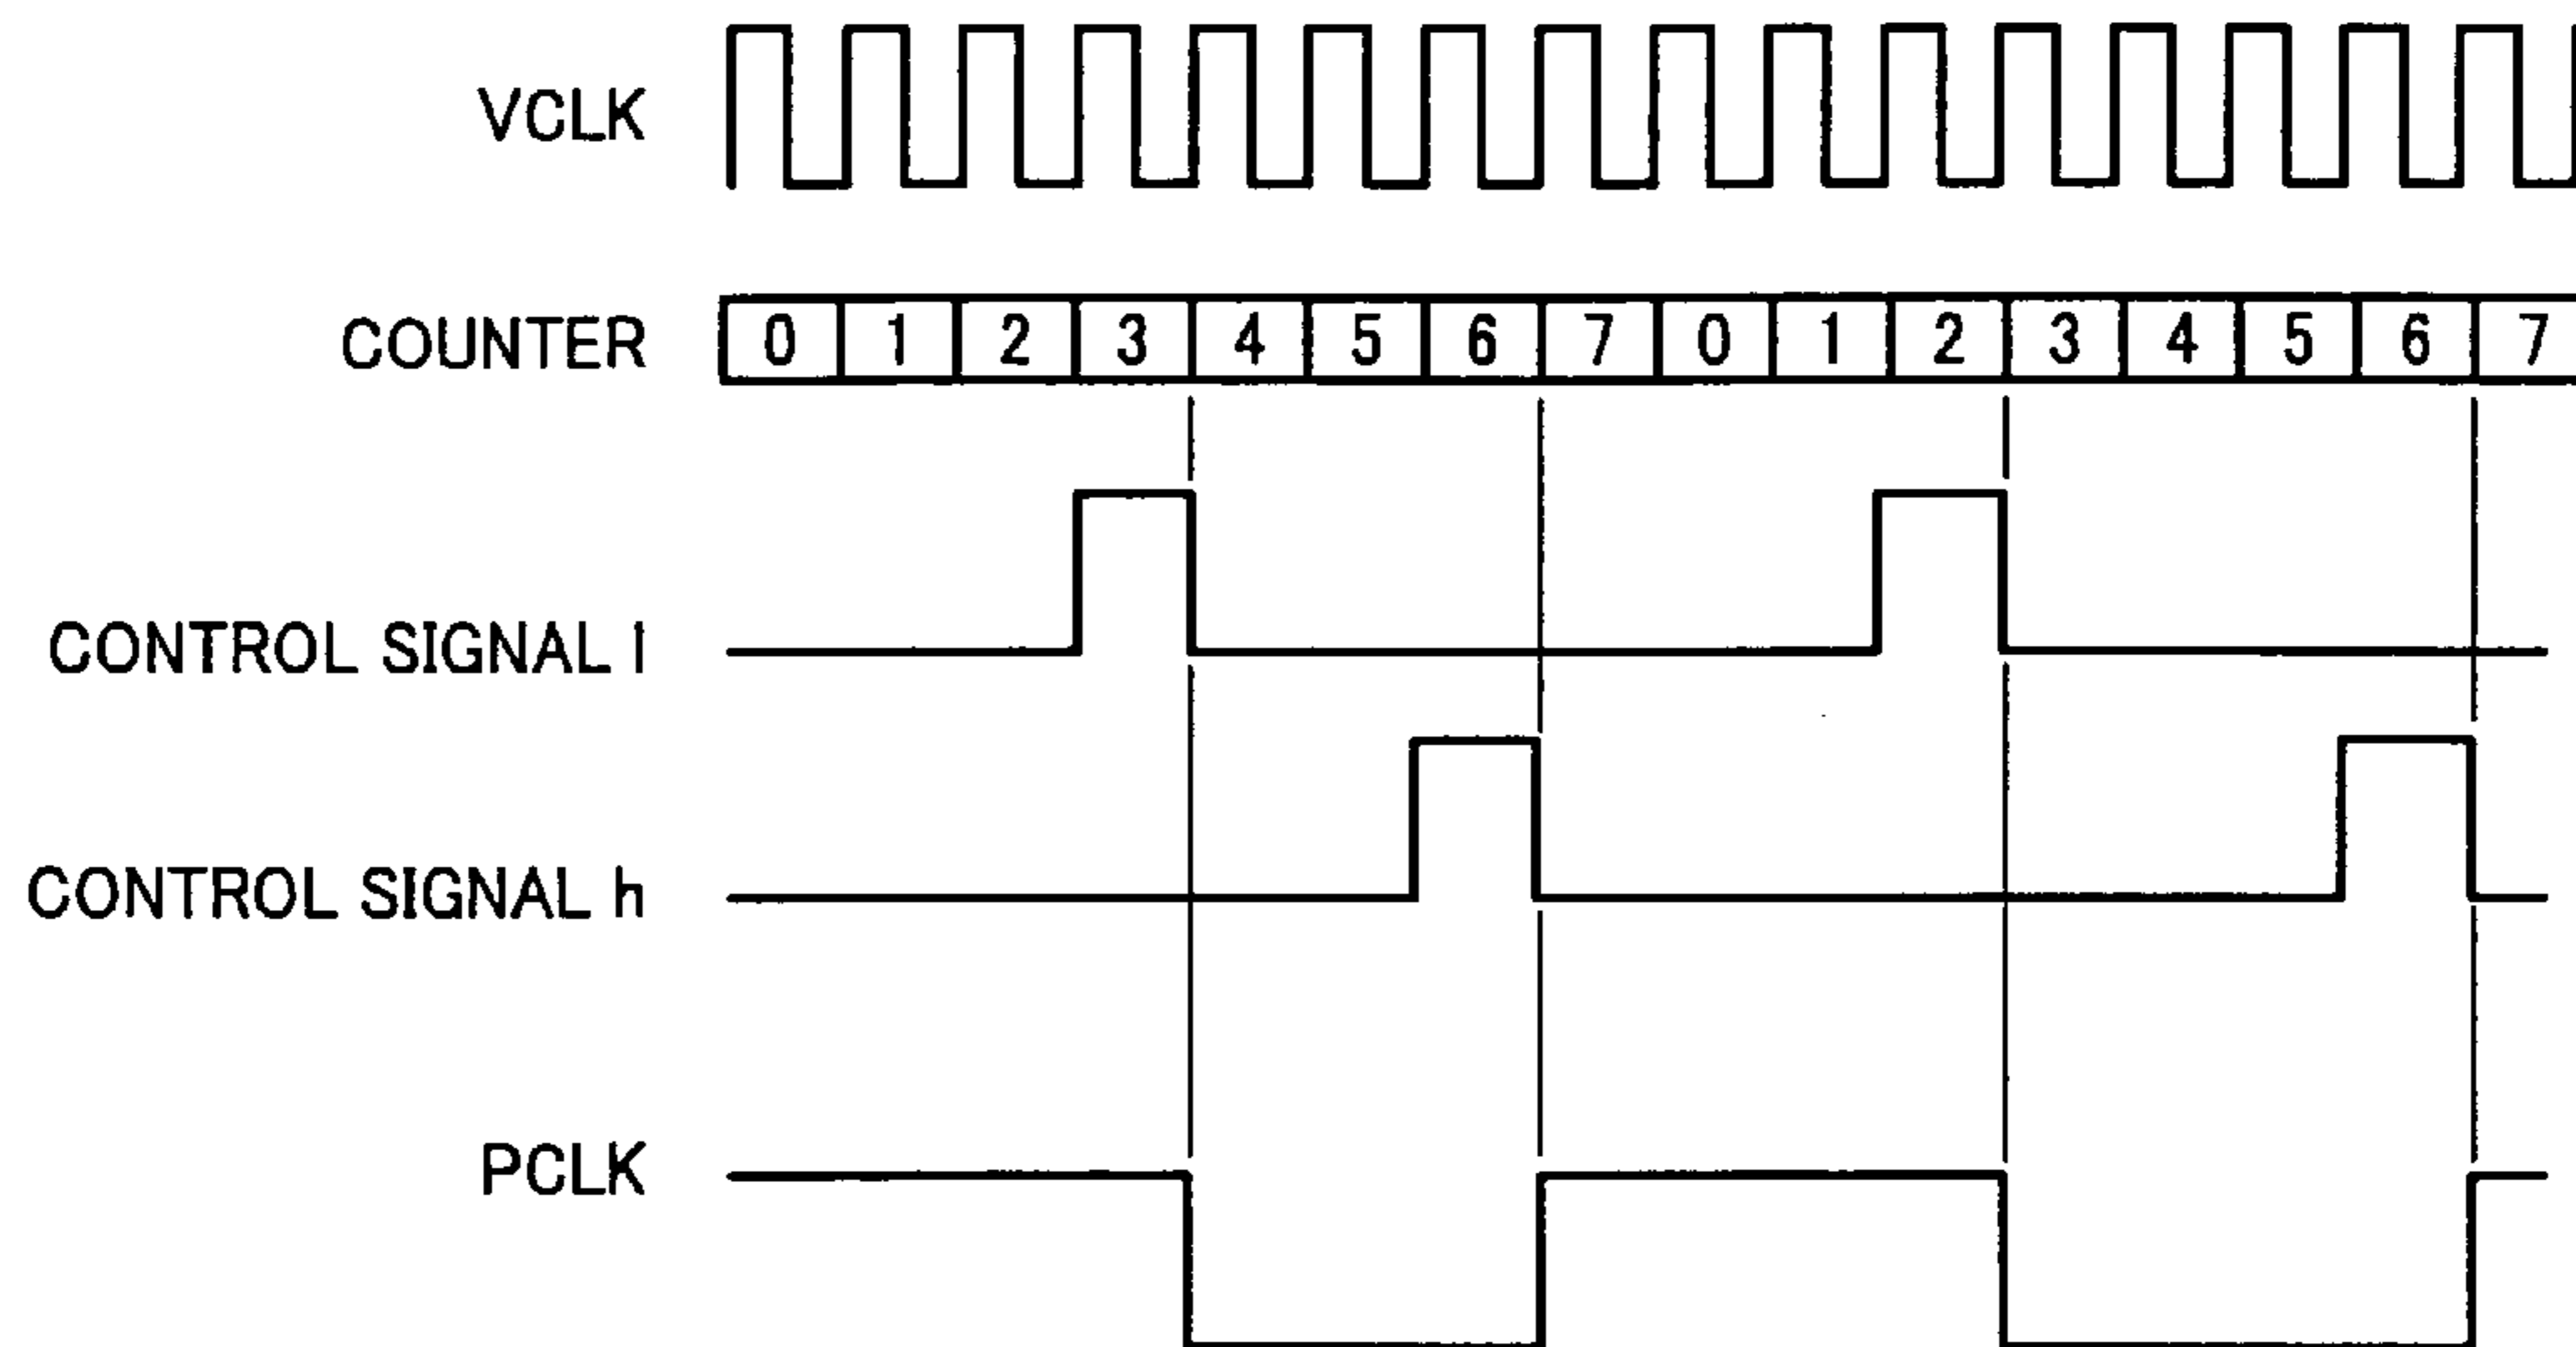 VCLK
COUNTER 0 1 2 3 4 5 6 7 0 1 2 3 4 5 6 7
CONTROL SIGNAL l
CONTROL SIGNAL h
PCLK